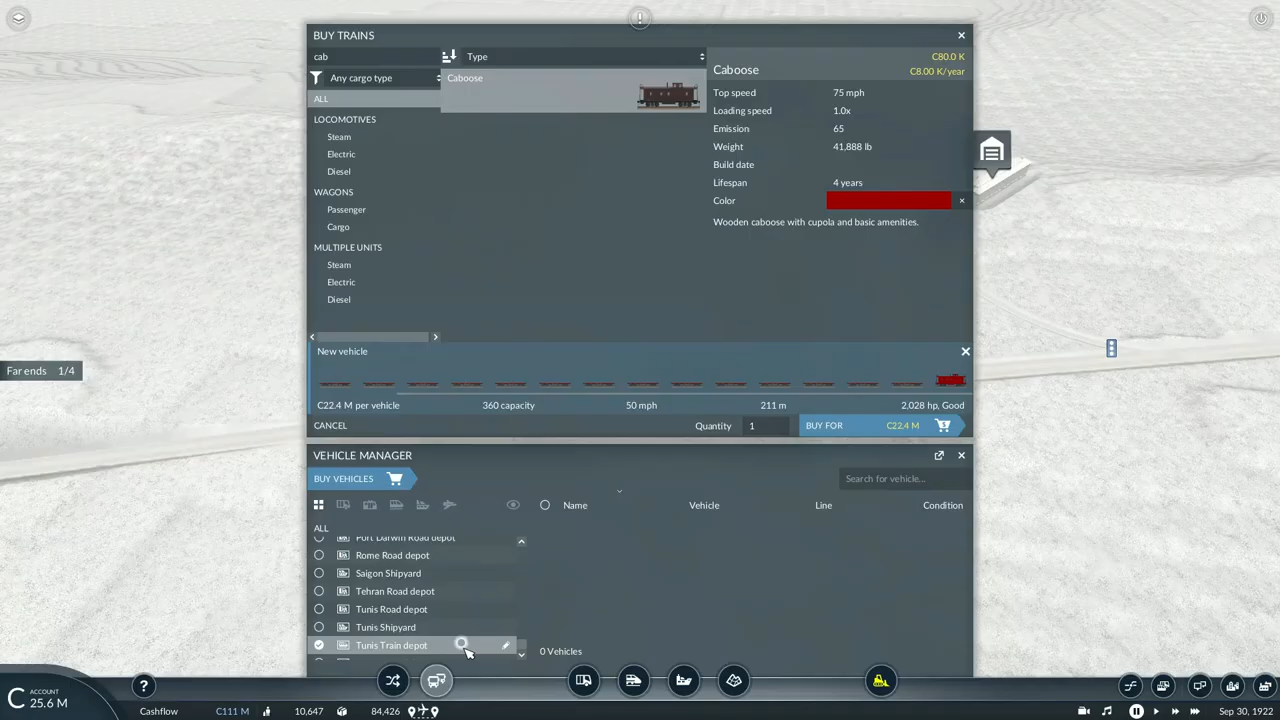 BUY TRAINS
cab
Type
Any cargo type
ALL
LOCOMOTIVES
Steam
Electric
Diesel
WAGONS
Passenger
Cargo
MULTIPLE UNITS
Steam
Electric
Diesel
Caboose
C80.0 K
Caboose
C8.00 K/year
Top speed 75 mph
Loading speed 1.0x
Emission 65
Weight 41,888 lb
Build date
Lifespan 4 years
Color
Wooden caboose with cupola and basic amenities.
Far ends 1/4
New vehicle
C22.4 M per vehicle 360 capacity 50 mph 211 m 2,028 hp, Good
CANCEL Quantity 1 BUY FOR C22.4 M
VEHICLE MANAGER
BUY VEHICLES Search for vehicle...
Name Vehicle Line Condition
ALL
Port Darwin Road depot
Rome Road depot
Saigon Shipyard
Tehran Road depot
Tunis Road depot
Tunis Shipyard
Tunis Train depot
0 Vehicles
C ACCOUNT 25.6 M
?
Cashflow C111 M 10,647 84,426 Sep 30, 1922